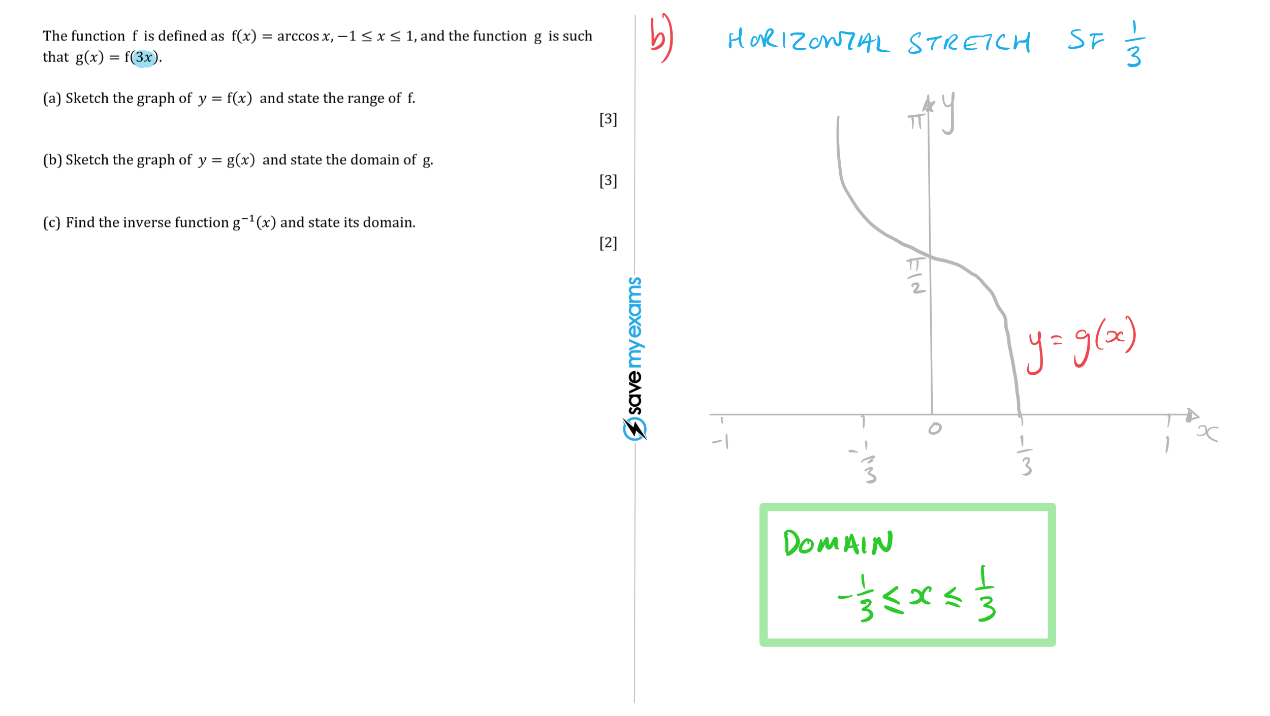 The function f is defined as f(x) = arccos x, −1 ≤ x ≤ 1, and the function g is such
that g(x) = f(3x).
(a) Sketch the graph of y = f(x) and state the range of f.
[3]
(b) Sketch the graph of y = g(x) and state the domain of g.
[3]
(c) Find the inverse function g⁻¹(x) and state its domain.
[2]
savemyexams
b) HORIZONTAL STRETCH SF 1/3
y
π
π/2
y = g(x)
-1 -1/3 0 1/3 1 x
DOMAIN
-1/3 ≤ x ≤ 1/3